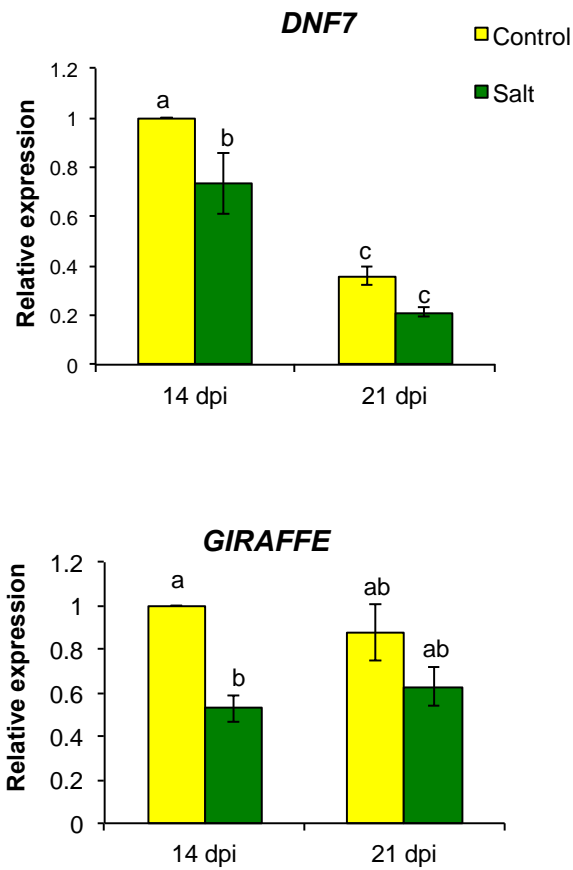 DNF7
Control
Salt
Relative expression
1.2
1
0.8
0.6
0.4
0.2
0
a
b
c
c
14 dpi
21 dpi
GIRAFFE
Relative expression
1.2
1
0.8
0.6
0.4
0.2
0
a
b
ab
ab
14 dpi
21 dpi